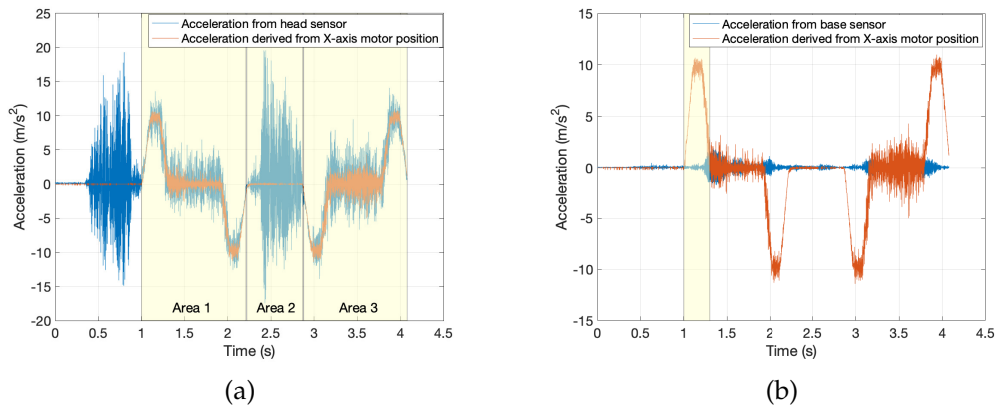 Acceleration from head sensor
Acceleration derived from X-axis motor position
25
20
15
10
5
0
-5
-10
-15
-20
Acceleration (m/s²)
Area 1 Area 2 Area 3
0 0.5 1 1.5 2 2.5 3 3.5 4 4.5
Time (s)
(a)
Acceleration from base sensor
Acceleration derived from X-axis motor position
15
10
5
0
-5
-10
-15
Acceleration (m/s²)
0 0.5 1 1.5 2 2.5 3 3.5 4 4.5
Time (s)
(b)